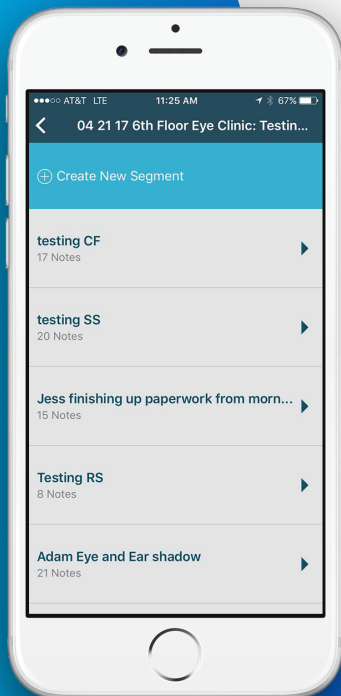 AT&T LTE 11:25 AM 67%
04 21 17 6th Floor Eye Clinic: Testin...
Create New Segment
testing CF
17 Notes
testing SS
20 Notes
Jess finishing up paperwork from morn...
15 Notes
Testing RS
8 Notes
Adam Eye and Ear shadow
21 Notes